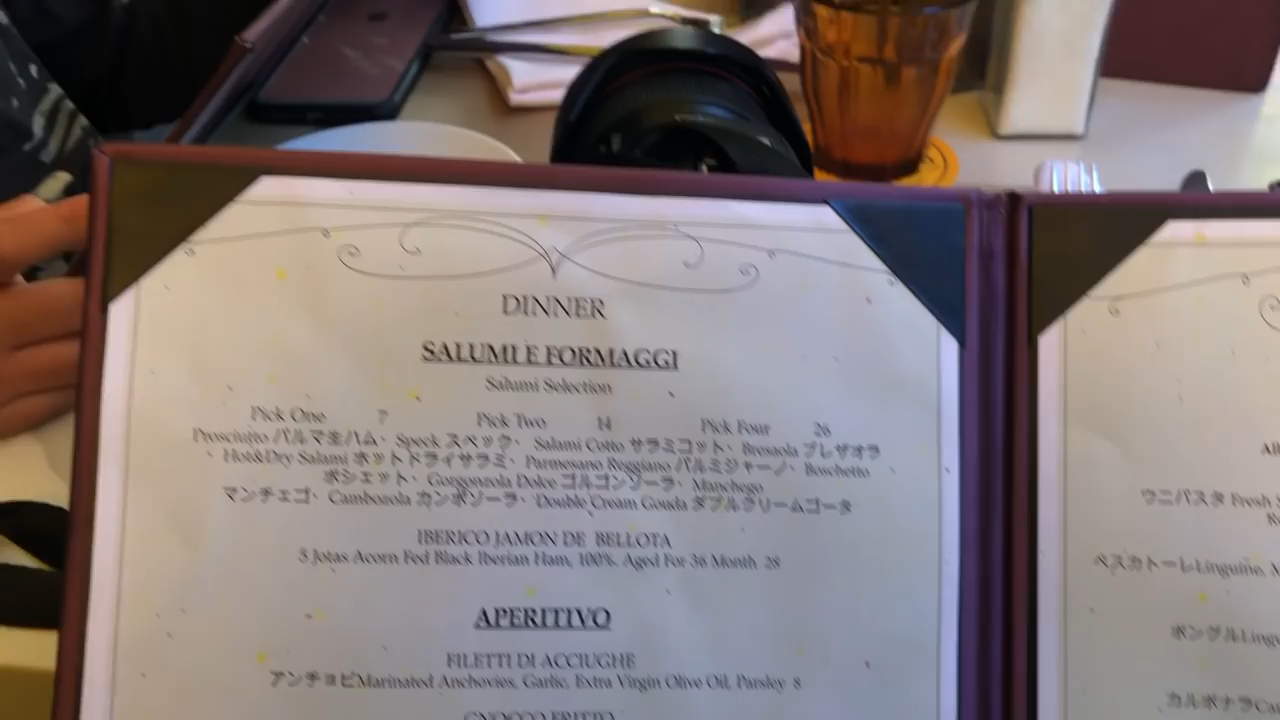 DINNER
SALUMI E FORMAGGI
Salumi Selection
Pick One 7 Pick Two 14 Pick Four 26
Prosciutto パルマ生ハム、Speck スペック、Salami Cotto サラミコット、Bresaola ブレザオラ
、Hot&Dry Salami ホットドライサラミ、Parmesano Reggiano パルミジャーノ、Boschetto
ボシェット、Gorgonzola Dolce ゴルゴンゾーラ、Manchego
マンチェゴ、Cambozola カンボゾーラ、Double Cream Gouda ダブルクリームゴータ
IBERICO JAMON DE BELLOTA
5 Jotas Acorn Fed Black Iberian Ham, 100%. Aged For 36 Month 28
APERITIVO
FILETTI DI ACCIUGHE
アンチョビMarinated Anchovies, Garlic, Extra Virgin Olive Oil, Parsley 8
GNOCCO FRITTO
ウニパスタ Fresh
ペスカトーレLinguine,
ボンゴレLingu
カルボナラCa